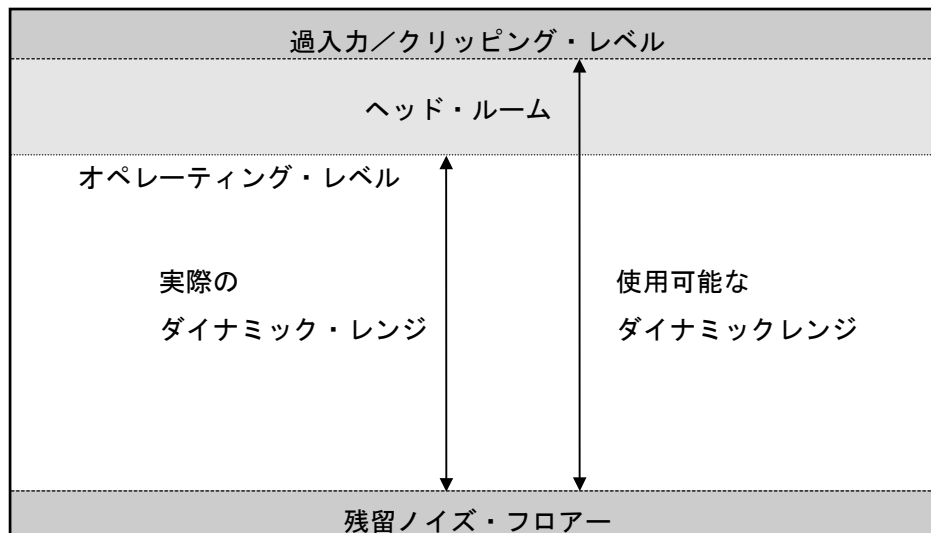 過入力／クリッピング・レベル
ヘッド・ルーム
オペレーティング・レベル
実際の
ダイナミック・レンジ
使用可能な
ダイナミックレンジ
残留ノイズ・フロアー